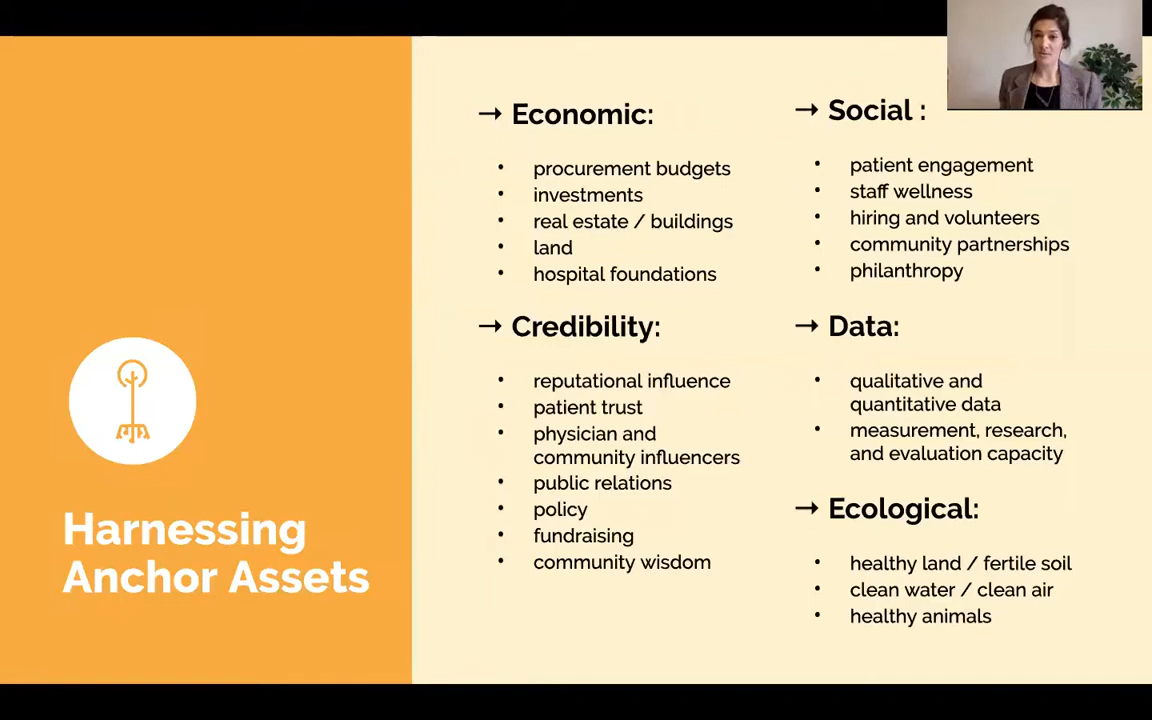 Harnessing
Anchor Assets
→ Economic:
• procurement budgets
• investments
• real estate / buildings
• land
• hospital foundations
→ Credibility:
• reputational influence
• patient trust
• physician and
community influencers
• public relations
• policy
• fundraising
• community wisdom
→ Social :
• patient engagement
• staff wellness
• hiring and volunteers
• community partnerships
• philanthropy
→ Data:
• qualitative and
quantitative data
• measurement, research,
and evaluation capacity
→ Ecological:
• healthy land / fertile soil
• clean water / clean air
• healthy animals